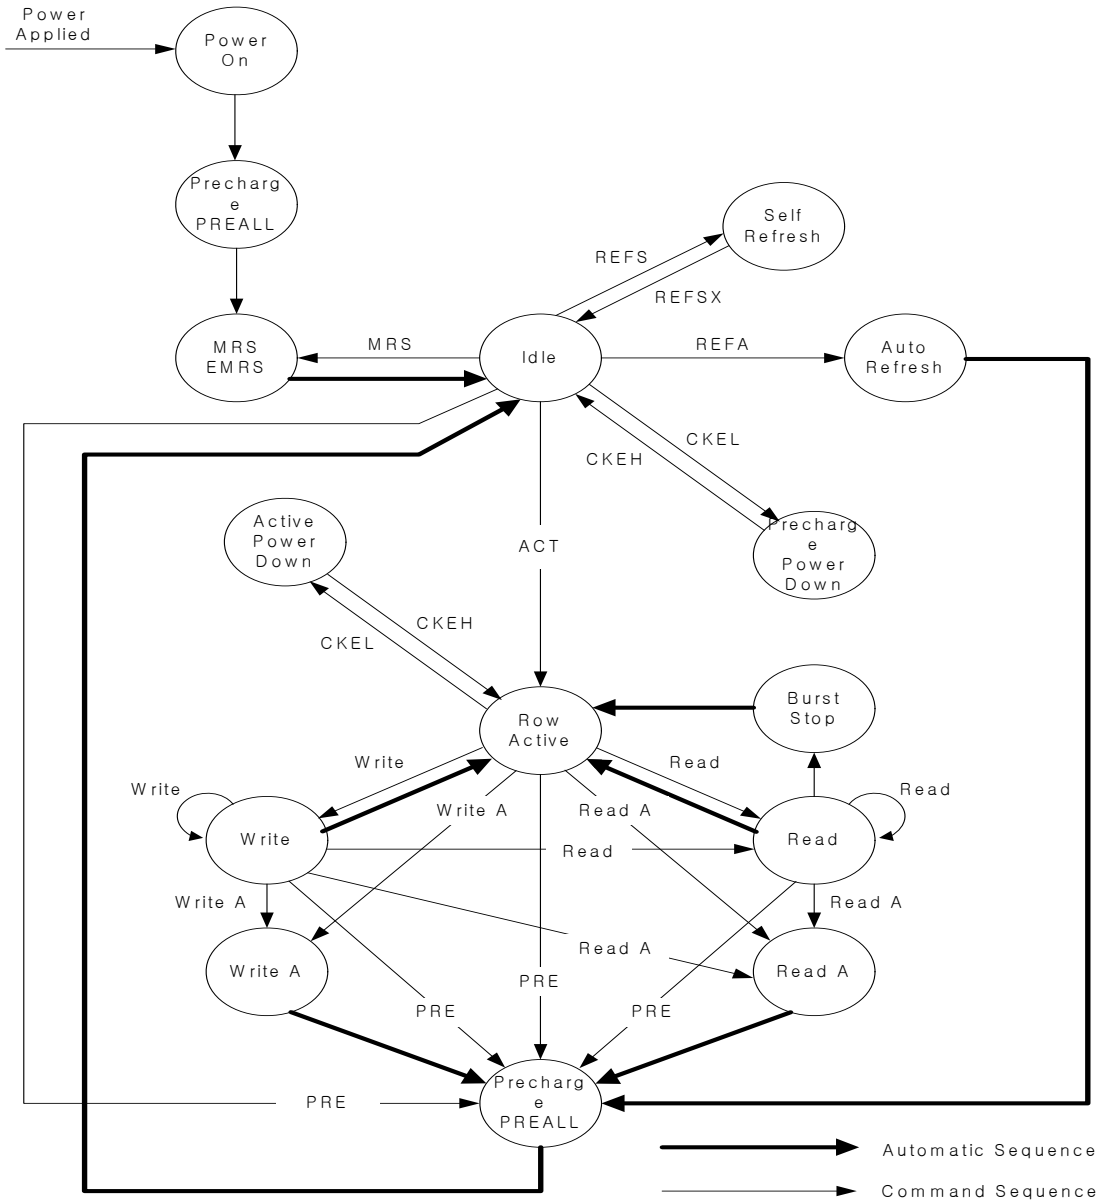 Power
Applied
Power
On
Precharg
e
PREALL
Self
Refresh
REFS
REFSX
MRS
EMRS
MRS
Idle
REFA
Auto
Refresh
CKEL
CKEH
Precharg
e
Power
Down
Active
Power
Down
ACT
CKEH
CKEL
Row
Active
Burst
Stop
Write
Read
Write
Write A
Read A
Read
Write
Read
Read
Write A
Read A
Read A
Write A
Read A
PRE
PRE
PRE
Precharg
e
PREALL
PRE
Automatic Sequence
Command Sequence